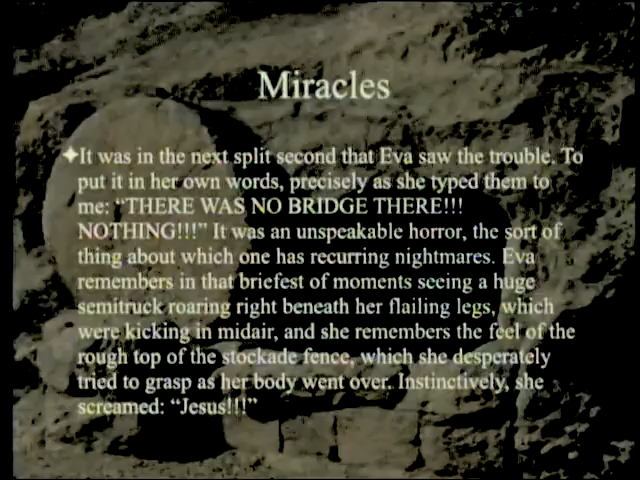 Miracles
✦It was in the next split second that Eva saw the trouble. To
put it in her own words, precisely as she typed them to
me: “THERE WAS NO BRIDGE THERE!!!
NOTHING!!!” It was an unspeakable horror, the sort of
thing about which one has recurring nightmares. Eva
remembers in that briefest of moments seeing a huge
semitruck roaring right beneath her flailing legs, which
were kicking in midair, and she remembers the feel of the
rough top of the stockade fence, which she desperately
tried to grasp as her body went over. Instinctively, she
screamed: “Jesus!!!”